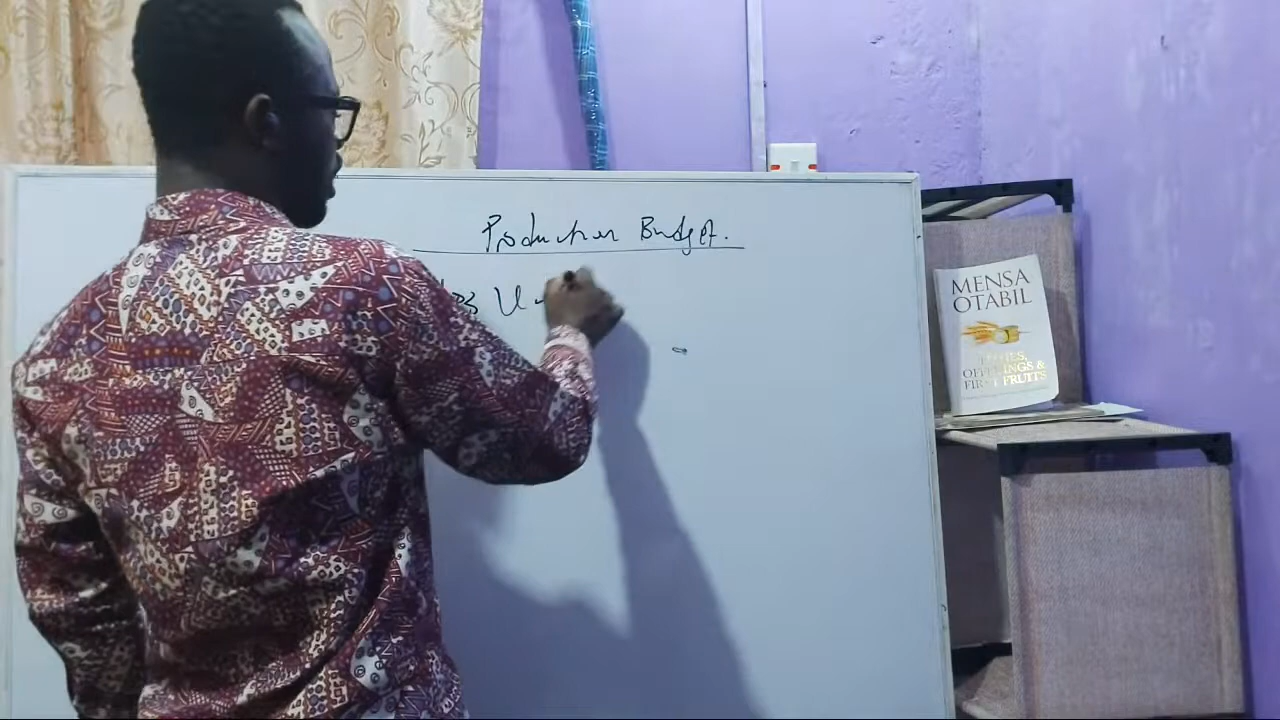 Production Budget.
MENSA
OTABIL
TITHES,
OFFERINGS &
FIRST FRUITS